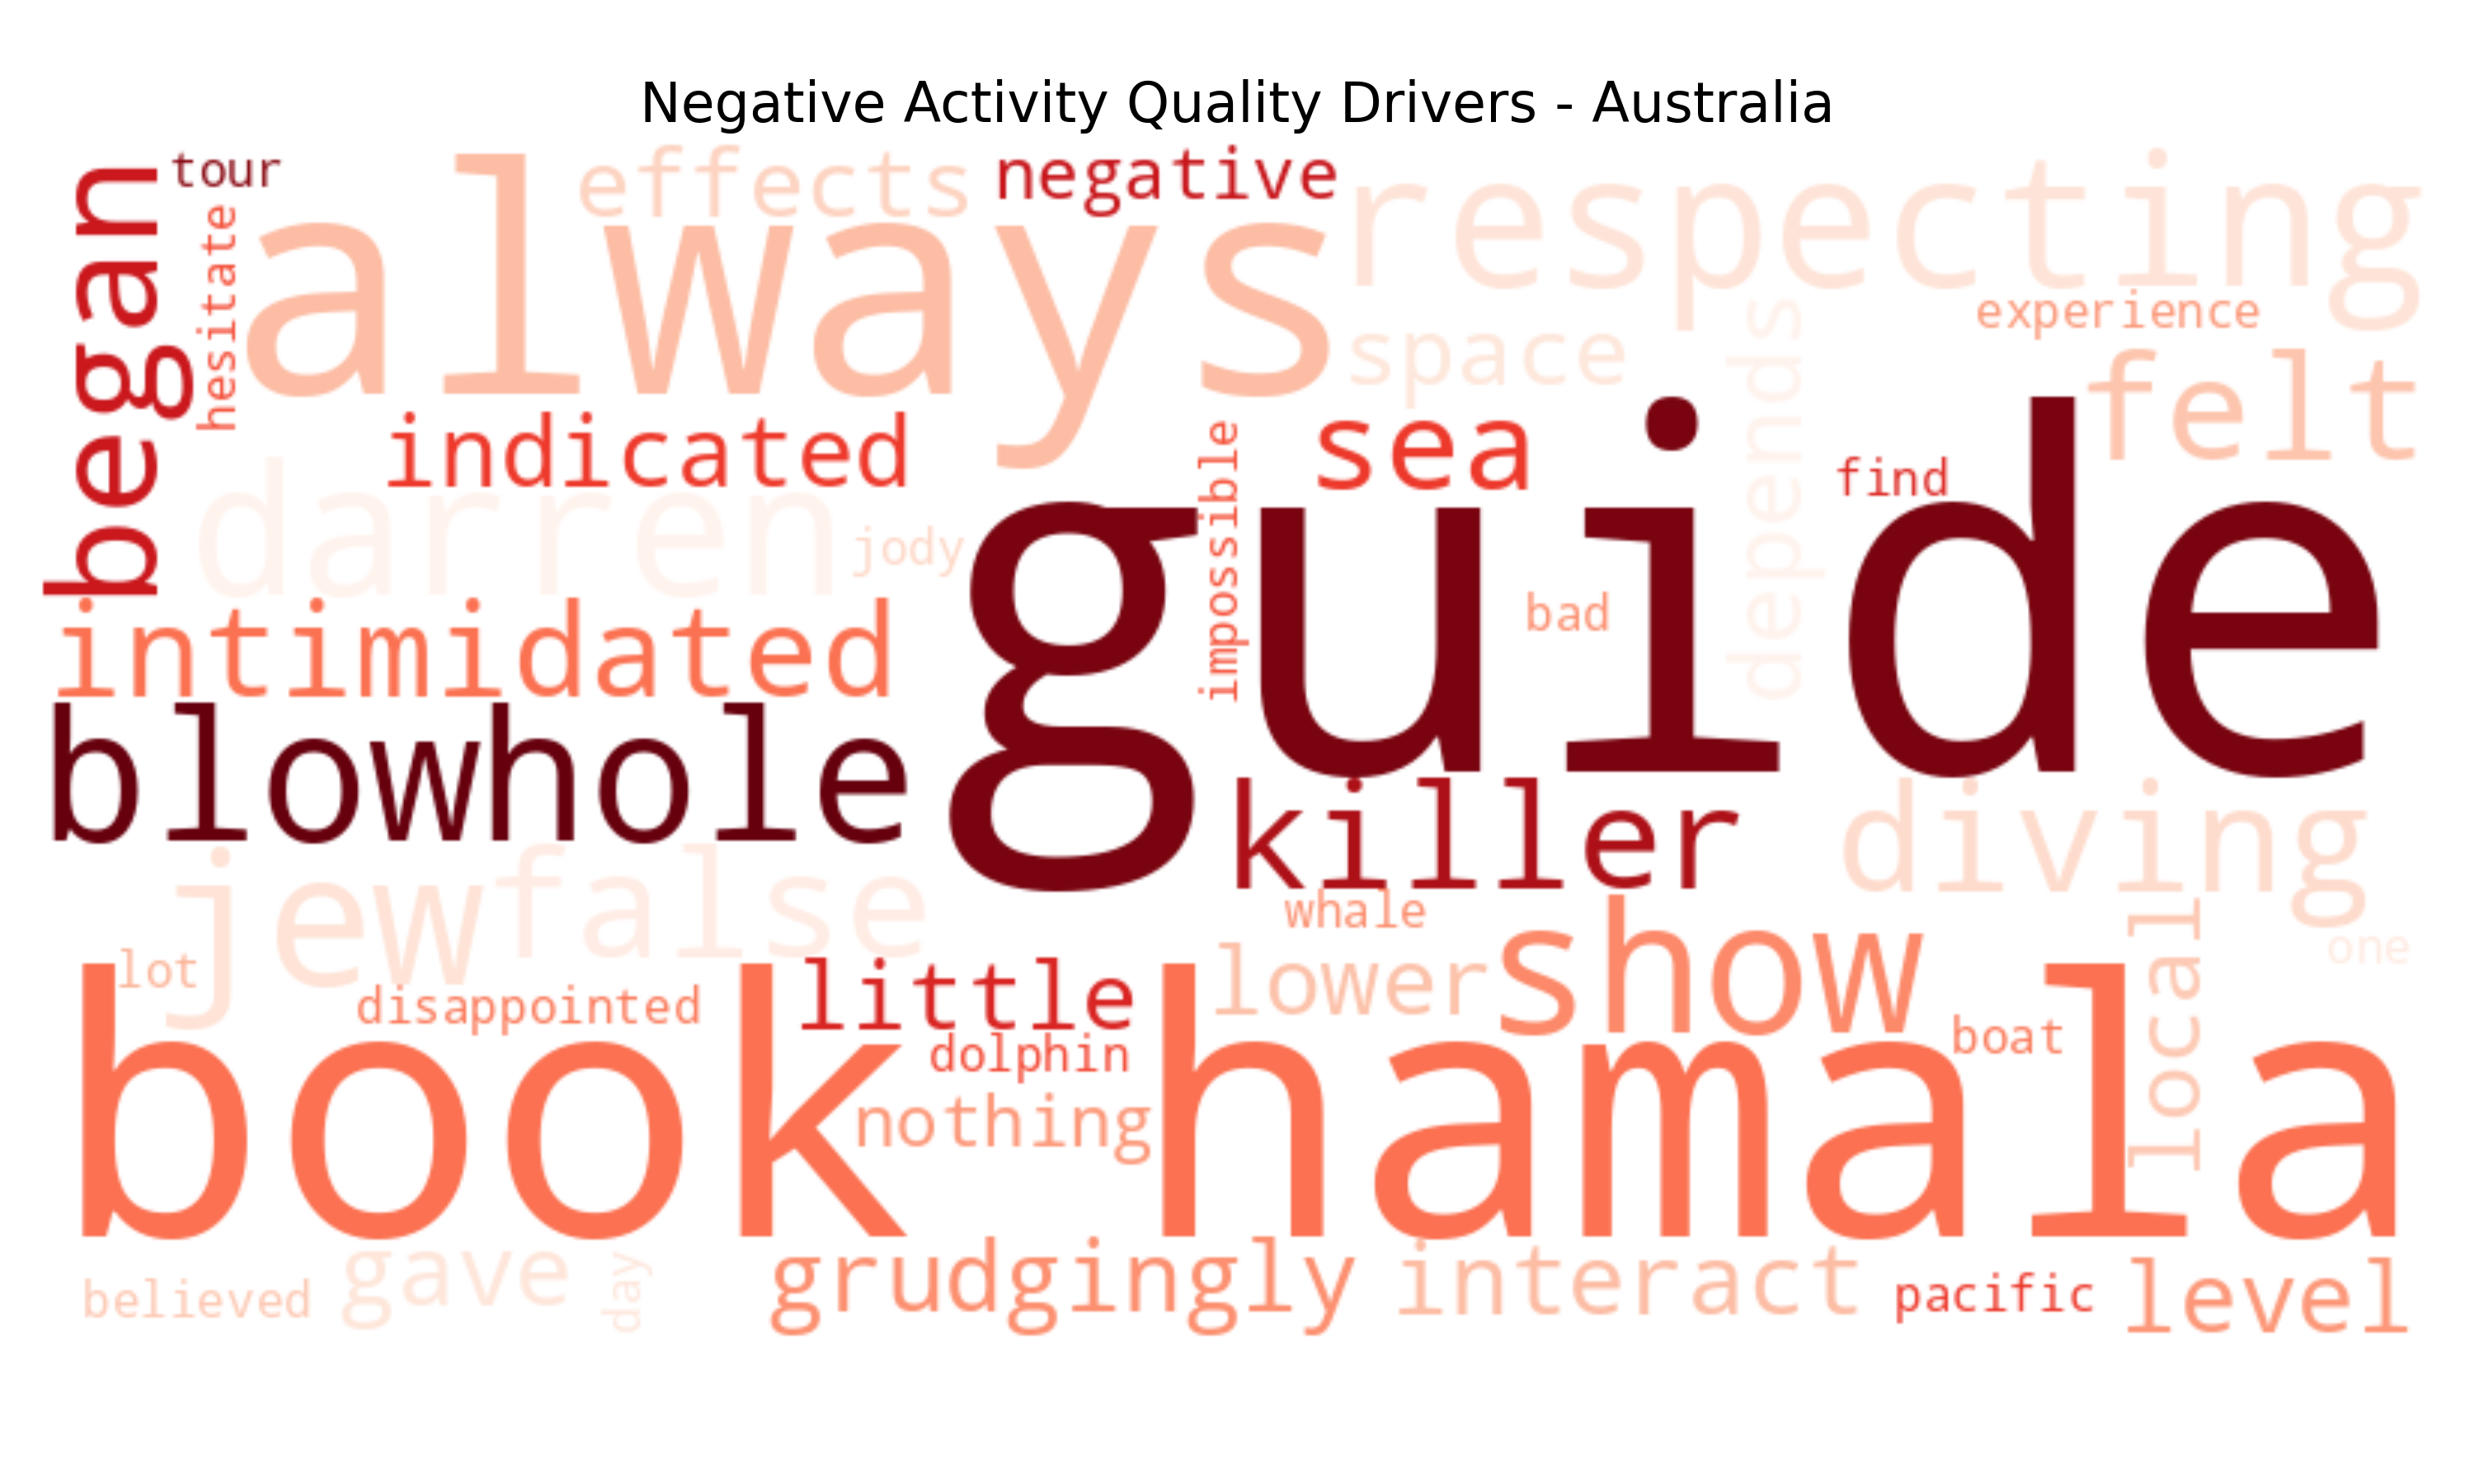 Negative Activity Quality Drivers - Australia
tour
effects
negative
began
hesitate
always
respecting
experience
space
depends
felt
indicated
impossible
sea
find
darren
jody
guide
bad
intimidated
blowhole
killer
diving
jew
false
whale
local
lot
disappointed
little
lower
show
one
dolphin
boat
book
nothing
hamala
believed
gave
day
grudgingly
interact
pacific
level